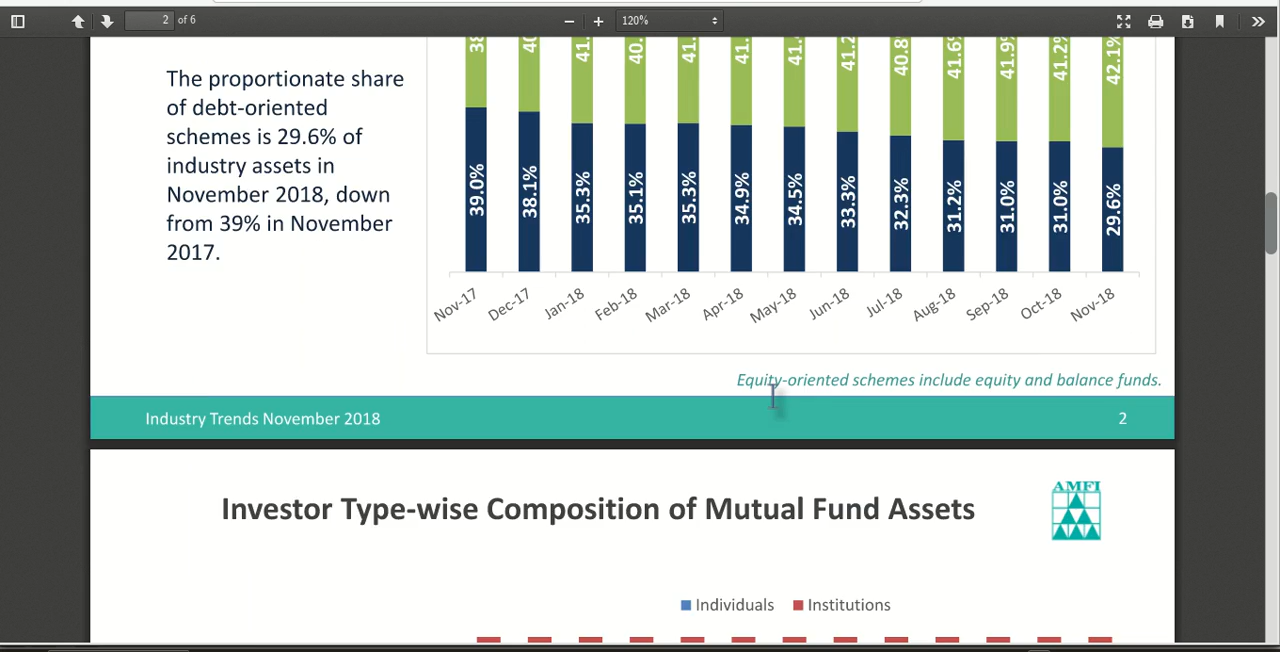 2 of 6
120%
The proportionate share
of debt-oriented
schemes is 29.6% of
industry assets in
November 2018, down
from 39% in November
2017.
41.2% 40.8% 41.6% 41.9% 41.2% 42.1%
39.0% 38.1% 35.3% 35.1% 35.3% 34.9% 34.5% 33.3% 32.3% 31.2% 31.0% 31.0% 29.6%
Nov-17 Dec-17 Jan-18 Feb-18 Mar-18 Apr-18 May-18 Jun-18 Jul-18 Aug-18 Sep-18 Oct-18 Nov-18
Equity-oriented schemes include equity and balance funds.
Industry Trends November 2018 2
Investor Type-wise Composition of Mutual Fund Assets
AMFI
Individuals Institutions